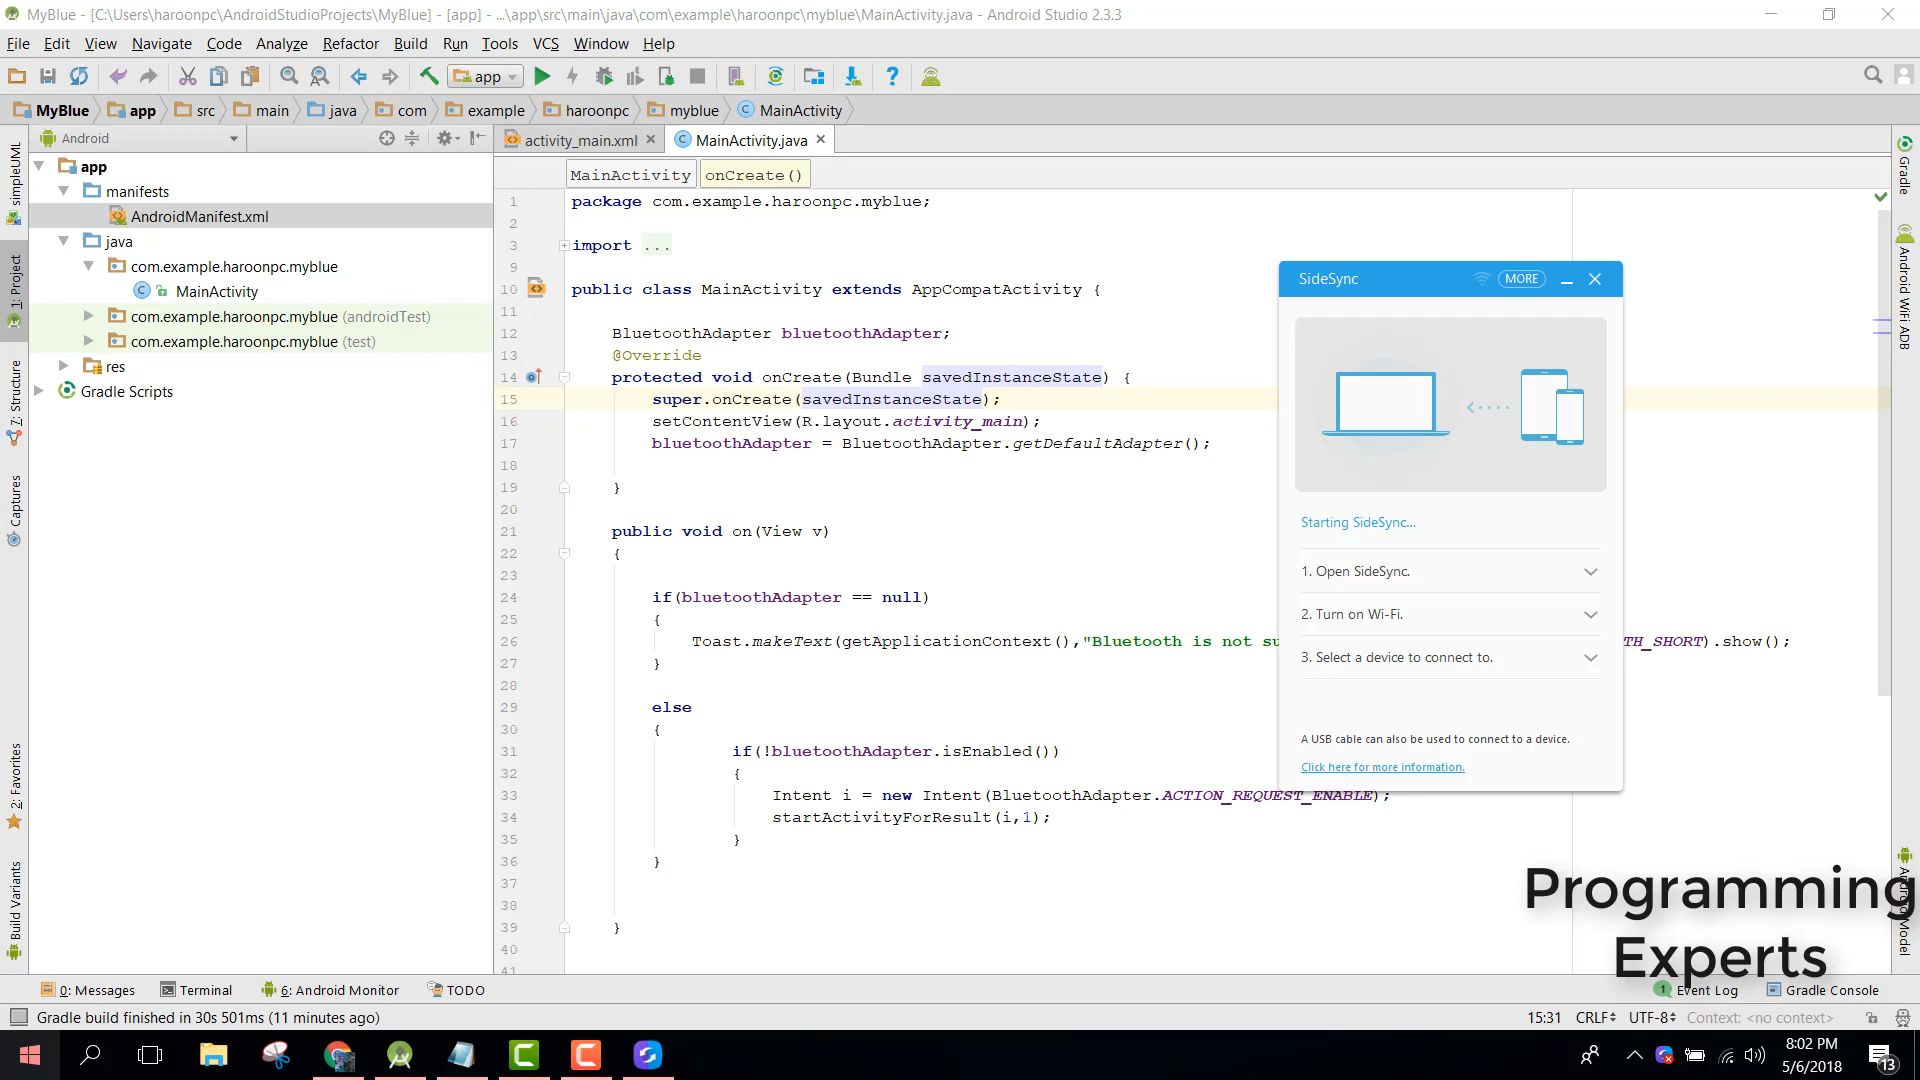 MyBlue - [C:\Users\haroonpc\AndroidStudioProjects\MyBlue] - [app] - ...\app\src\main\java\com\example\haroonpc\myblue\MainActivity.java - Android Studio 2.3.3
File Edit View Navigate Code Analyze Refactor Build Run Tools VCS Window Help
app
MyBlue app src main java com example haroonpc myblue MainActivity
Android
activity_main.xml
MainActivity.java
MainActivity onCreate()
simpleUML
1: Project
7: Structure
Captures
2: Favorites
Build Variants
app
manifests
AndroidManifest.xml
java
com.example.haroonpc.myblue
MainActivity
com.example.haroonpc.myblue (androidTest)
com.example.haroonpc.myblue (test)
res
Gradle Scripts
1 package com.example.haroonpc.myblue;
2
3 import ...
9
10 public class MainActivity extends AppCompatActivity {
11
12 BluetoothAdapter bluetoothAdapter;
13 @Override
14 protected void onCreate(Bundle savedInstanceState) {
15 super.onCreate(savedInstanceState);
16 setContentView(R.layout.activity_main);
17 bluetoothAdapter = BluetoothAdapter.getDefaultAdapter();
18
19 }
20
21 public void on(View v)
22 {
23
24 if(bluetoothAdapter == null)
25 {
26 Toast.makeText(getApplicationContext(),"Bluetooth is not su TH_SHORT).show();
27 }
28
29 else
30 {
31 if(!bluetoothAdapter.isEnabled())
32 {
33 Intent i = new Intent(BluetoothAdapter.ACTION_REQUEST_ENABLE);
34 startActivityForResult(i,1);
35 }
36 }
37
38
39 }
40
41
SideSync MORE
Starting SideSync...
1. Open SideSync.
2. Turn on Wi-Fi.
3. Select a device to connect to.
A USB cable can also be used to connect to a device.
Click here for more information.
Gradle
Android WiFi ADB
Model
Programming
Experts
0: Messages Terminal 6: Android Monitor TODO
1 Event Log Gradle Console
Gradle build finished in 30s 501ms (11 minutes ago)
15:31 CRLF UTF-8 Context: <no context>
8:02 PM
5/6/2018
13